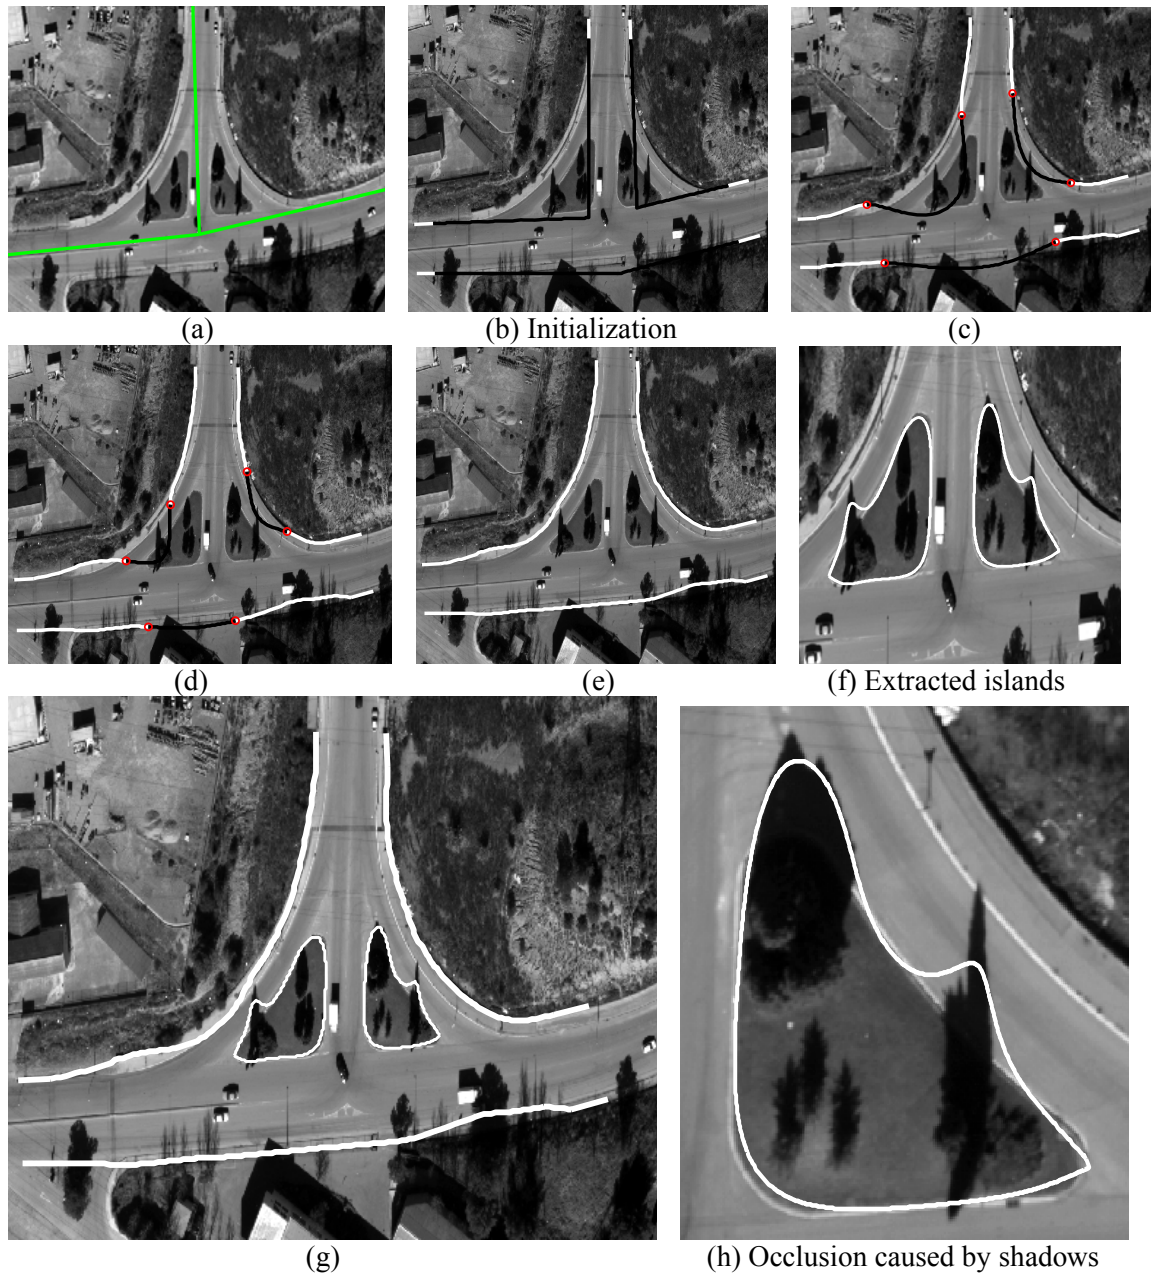 (a)
(b) Initialization
(c)
(d)
(e)
(f) Extracted islands
(g)
(h) Occlusion caused by shadows